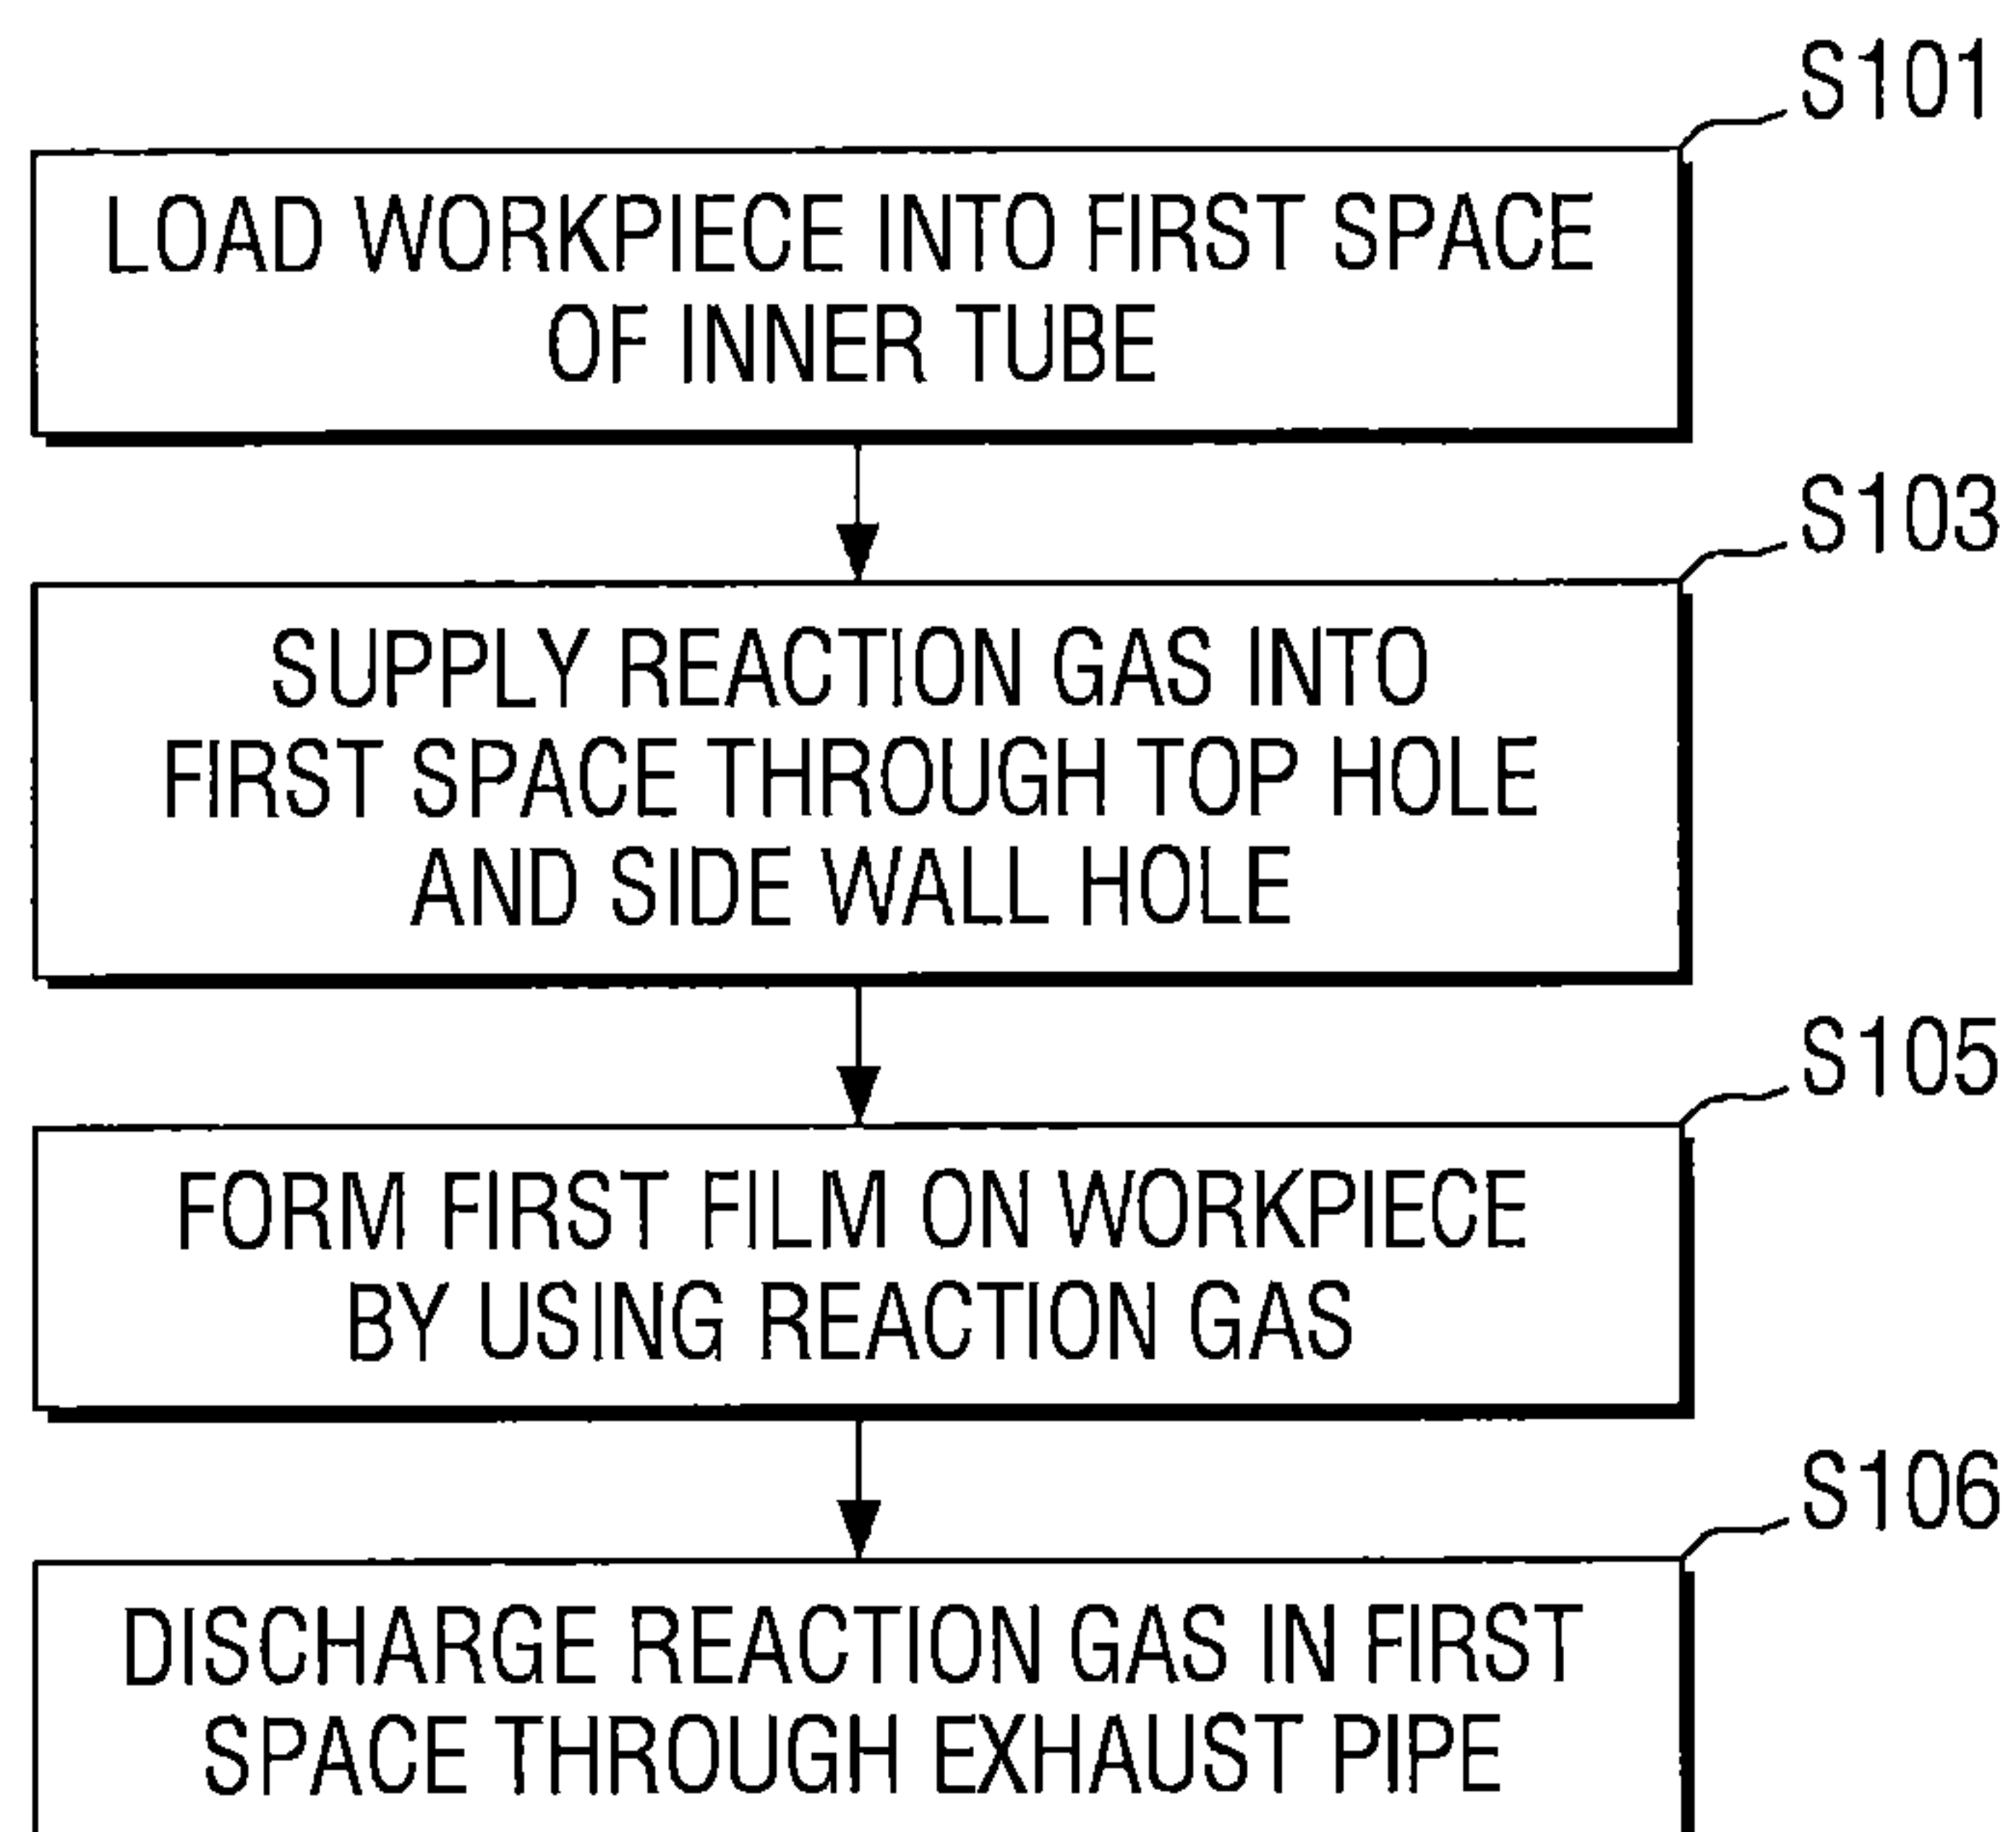 S101
LOAD WORKPIECE INTO FIRST SPACE
OF INNER TUBE
S103
SUPPLY REACTION GAS INTO
FIRST SPACE THROUGH TOP HOLE
AND SIDE WALL HOLE
S105
FORM FIRST FILM ON WORKPIECE
BY USING REACTION GAS
S106
DISCHARGE REACTION GAS IN FIRST
SPACE THROUGH EXHAUST PIPE